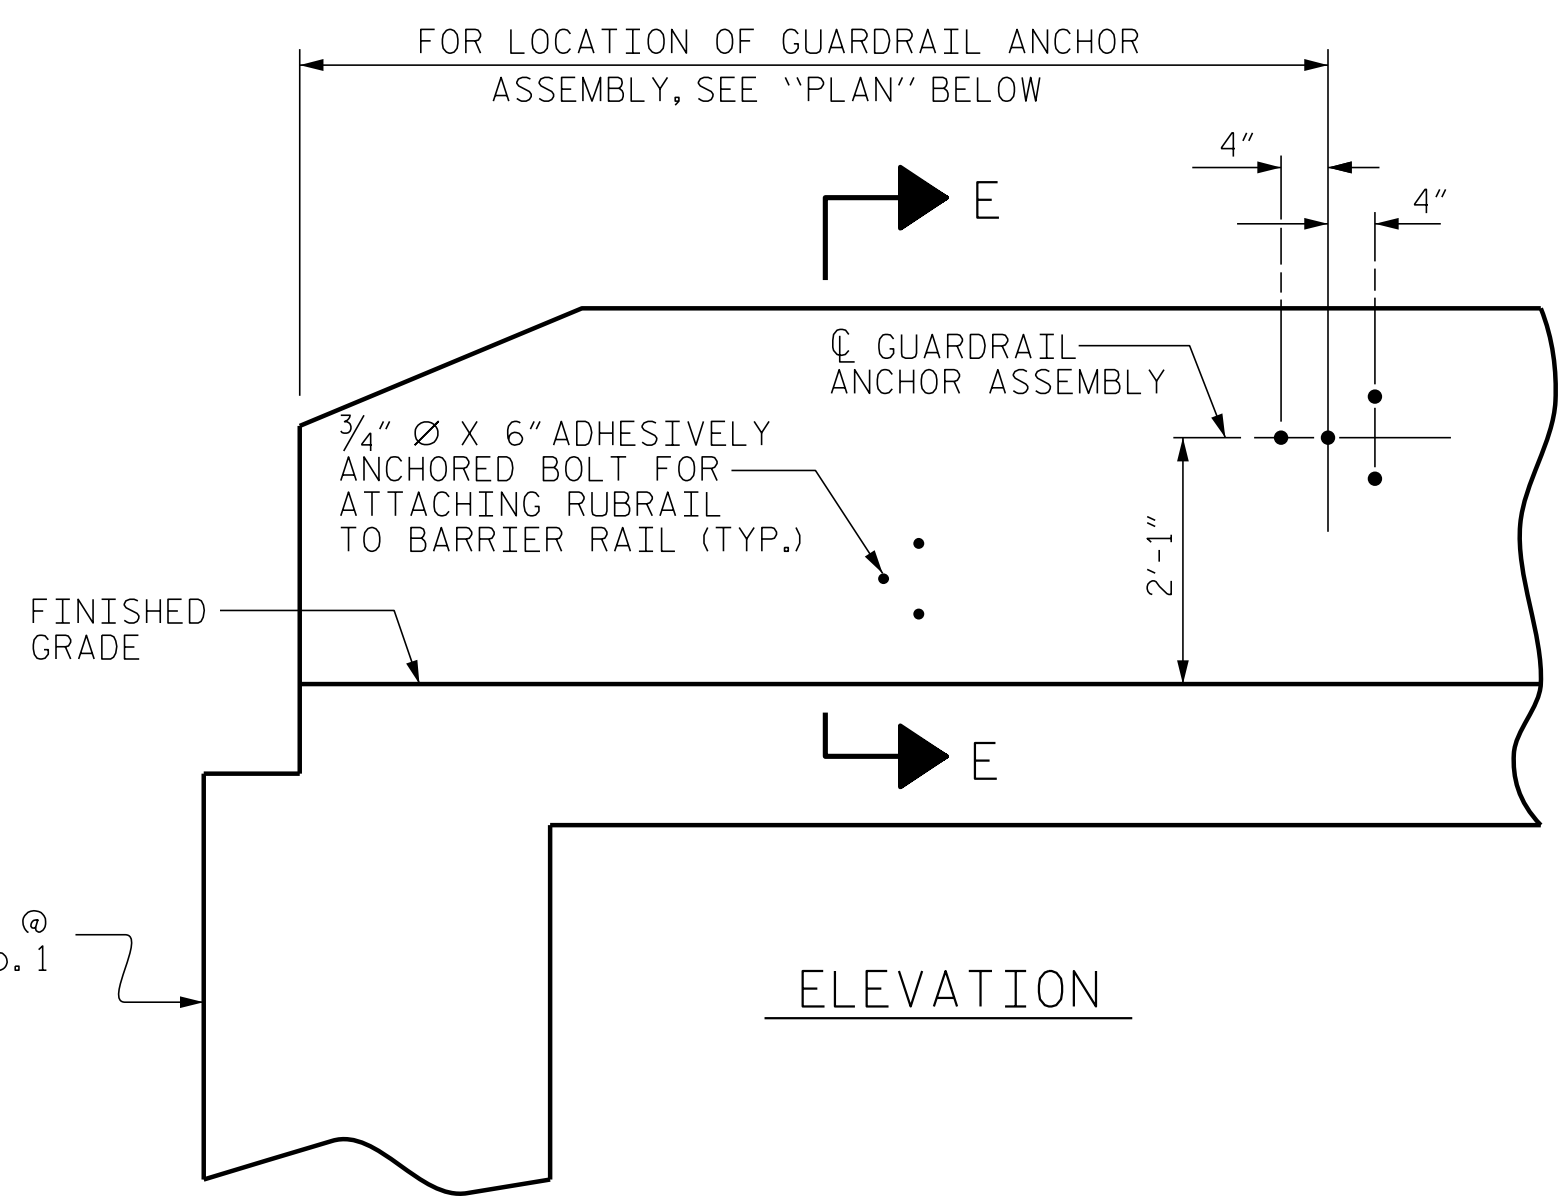 FOR LOCATION OF GUARDRAIL ANCHOR
ASSEMBLY, SEE "PLAN" BELOW
4"
4"
E
℄ GUARDRAIL
ANCHOR ASSEMBLY
3/4" Ø X 6" ADHESIVELY
ANCHORED BOLT FOR
ATTACHING RUBRAIL
TO BARRIER RAIL (TYP.)
2'-1"
FINISHED
GRADE
E
@
. 1
ELEVATION